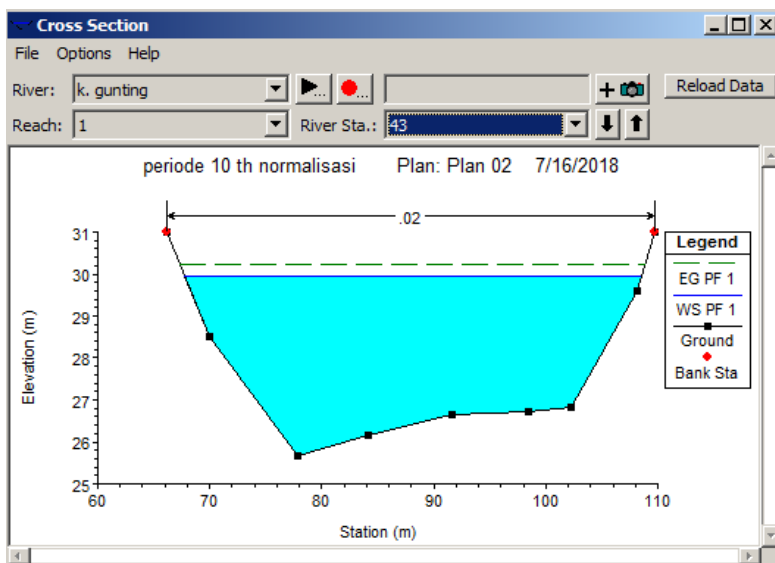 Cross Section
File Options Help
River: k. gunting ... ... + Reload Data
Reach: 1 River Sta.: 43
periode 10 th normalisasi Plan: Plan 02 7/16/2018
.02
31
30
29
28
27
26
25
Elevation (m)
60 70 80 90 100 110
Station (m)
Legend
EG PF 1
WS PF 1
Ground
Bank Sta